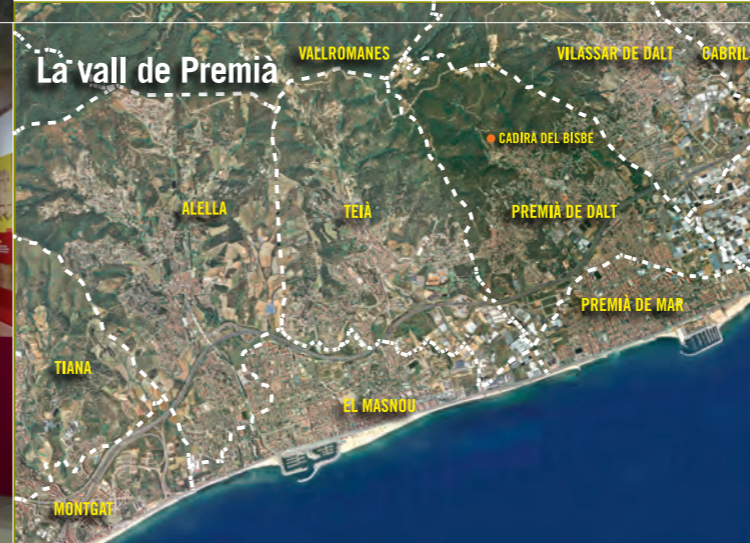 La vall de Premià
VALLROMANES
VILASSAR DE DALT
CABRIL
CADIRA DEL BISBE
ALELLA
TEIÀ
PREMIÀ DE DALT
PREMIÀ DE MAR
TIANA
EL MASNOU
MONTGAT